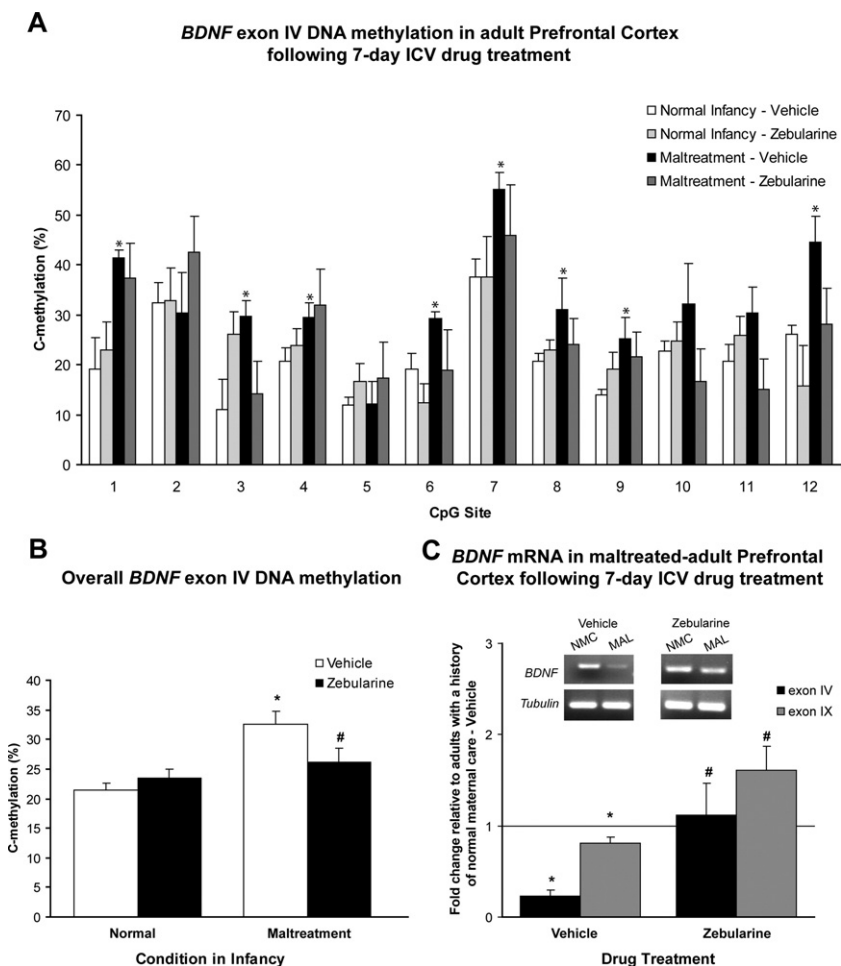 A
BDNF exon IV DNA methylation in adult Prefrontal Cortex
following 7-day ICV drug treatment
C-methylation (%)
70
60
50
40
30
20
10
0
Normal Infancy - Vehicle
Normal Infancy - Zebularine
Maltreatment - Vehicle
Maltreatment - Zebularine
* * * * * * * *
1 2 3 4 5 6 7 8 9 10 11 12
CpG Site
B
Overall BDNF exon IV DNA methylation
C-methylation (%)
40
35
30
25
20
15
10
5
0
Vehicle
Zebularine
*
#
Normal Maltreatment
Condition in Infancy
C
BDNF mRNA in maltreated-adult Prefrontal
Cortex following 7-day ICV drug treatment
Fold change relative to adults with a history
of normal maternal care - Vehicle
3
2
1
0
Vehicle Zebularine
NMC MAL NMC MAL
BDNF
Tubulin
exon IV
exon IX
*
*
#
#
Vehicle Zebularine
Drug Treatment